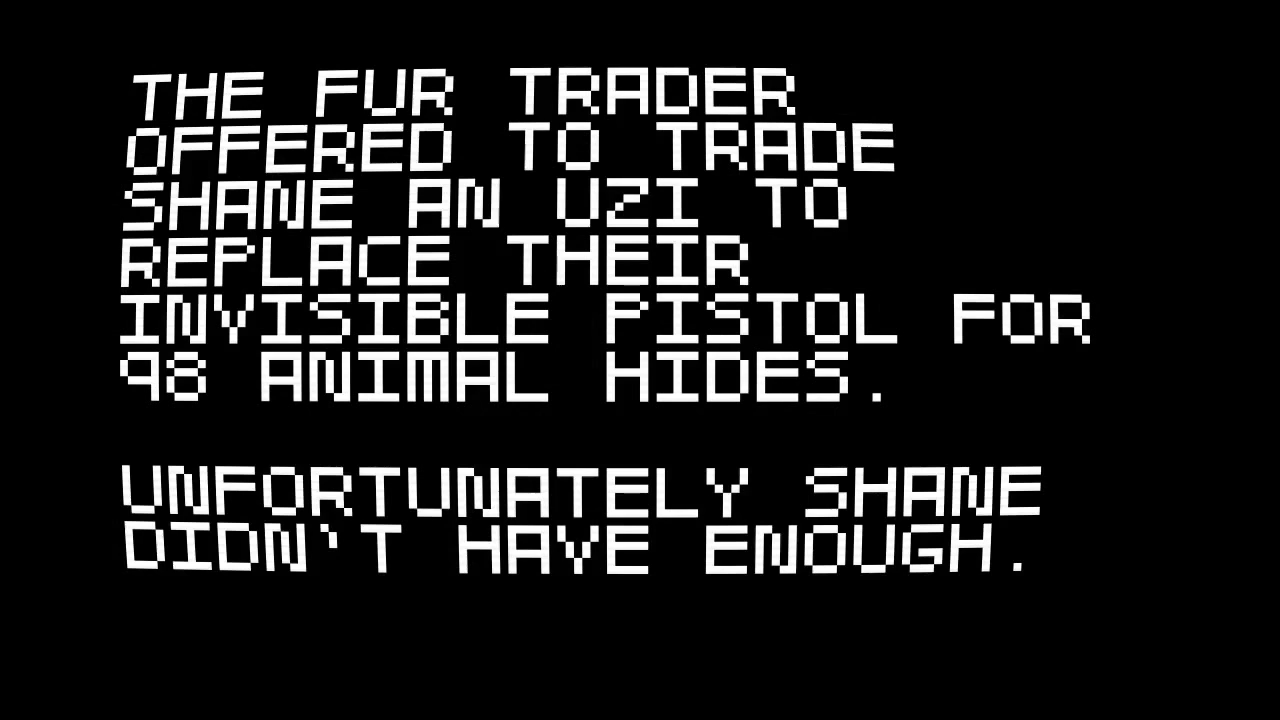 THE FUR TRADER
OFFERED TO TRADE
SHANE AN UZI TO
REPLACE THEIR
INVISIBLE PISTOL FOR
98 ANIMAL HIDES.
UNFORTUNATELY SHANE
DIDN'T HAVE ENOUGH.